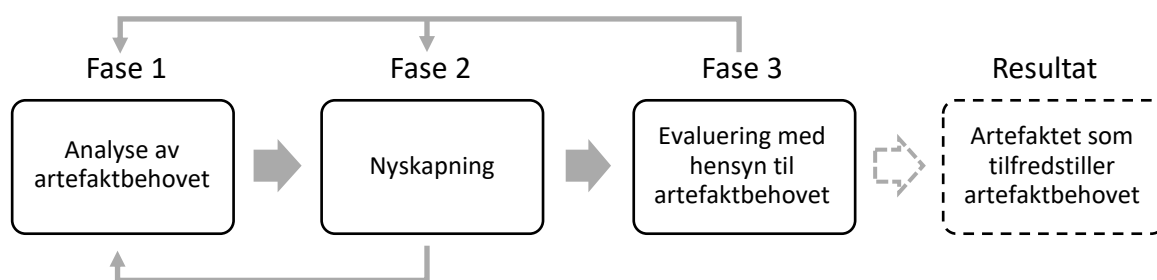 Fase 1
Fase 2
Fase 3
Resultat
Analyse av
artefaktbehovet
Nyskapning
Evaluering med
hensyn til
artefaktbehovet
Artefaktet som
tilfredstiller
artefaktbehovet